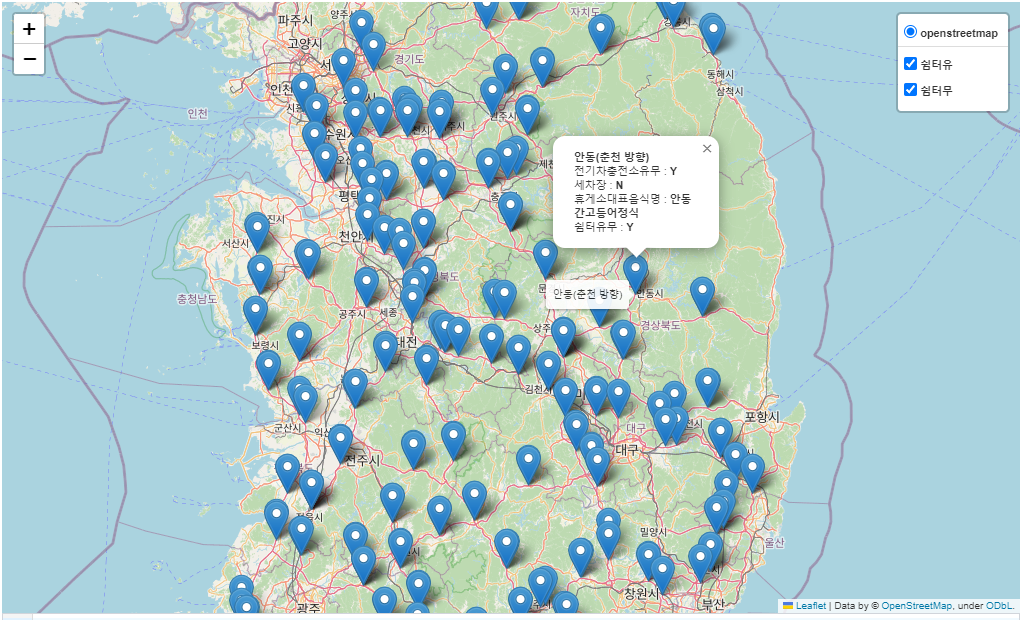 +
−
openstreetmap
쉼터유
쉼터무
안동(춘천 방향)
×
전기차충전소유무 : Y
세차장 : N
휴게소대표음식명 : 안동
간고등어정식
쉼터유무 : Y
안동(춘천 방향)
파주시
양주시
고양시
경기도
자치도
동해시
삼척시
인천
인천
수원시
평택
천안시
서산시
충청남도
공주시
세종
보령시
대전
상주시
안동시
경상북도
김천시
포항시
대구
대구
군산시
익산
전주시
밀양시
울산
창원시
부산
광주
Leaflet | Data by © OpenStreetMap, under ODbL.